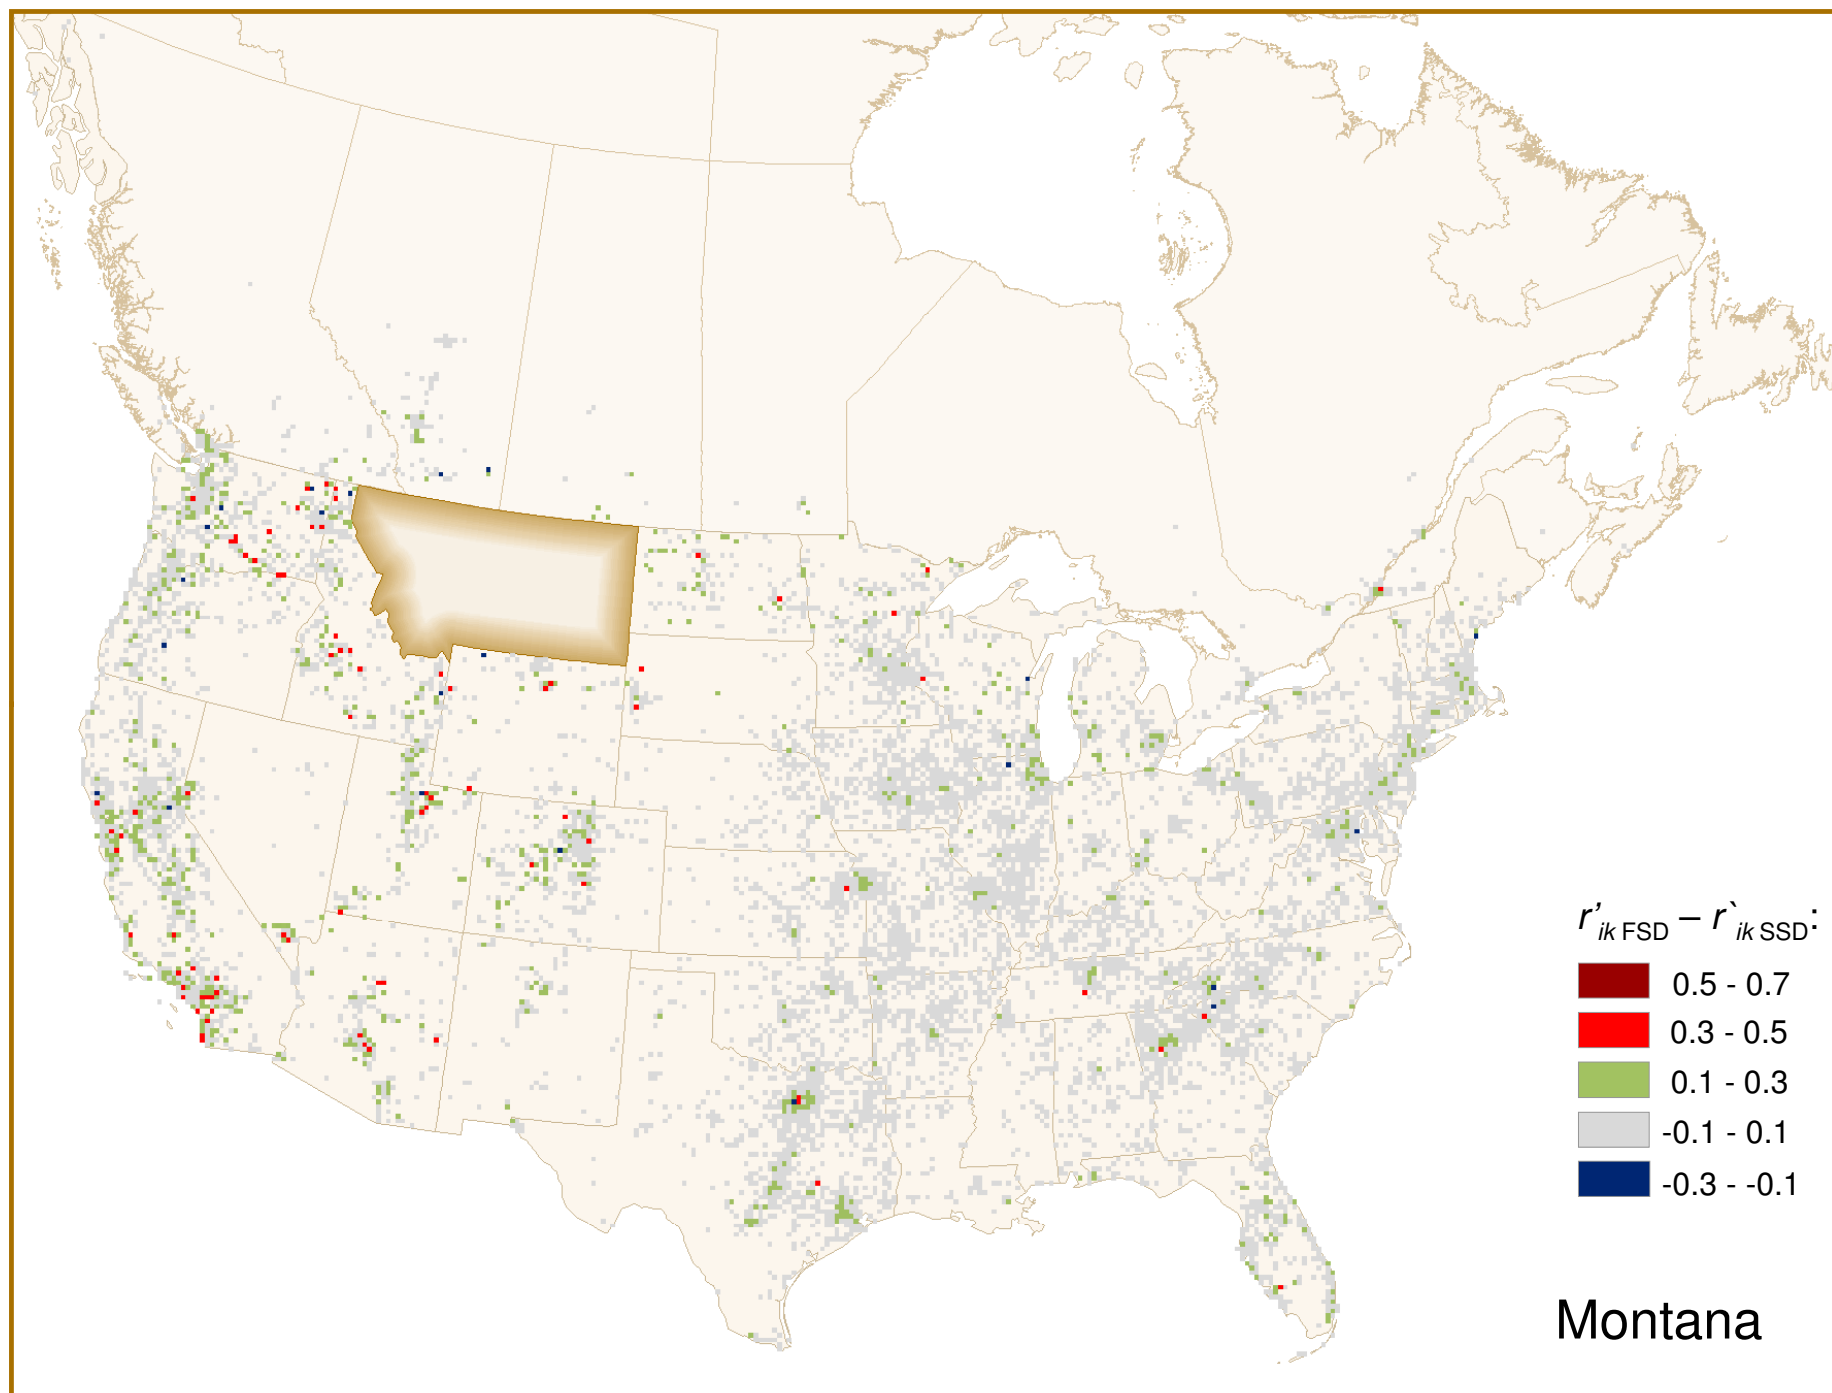 r’ik FSD – r`ik SSD:
0.5 - 0.7
0.3 - 0.5
0.1 - 0.3
-0.1 - 0.1
-0.3 - -0.1
Montana